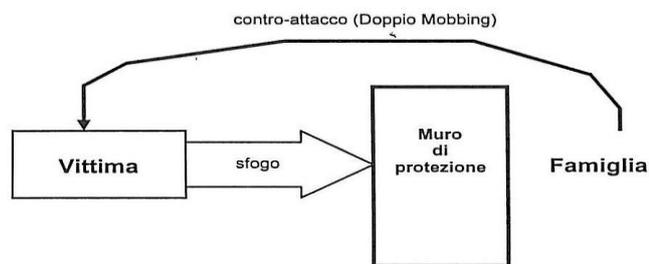 contro-attacco (Doppio Mobbing)
Vittima
sfogo
Muro
di
protezione
Famiglia